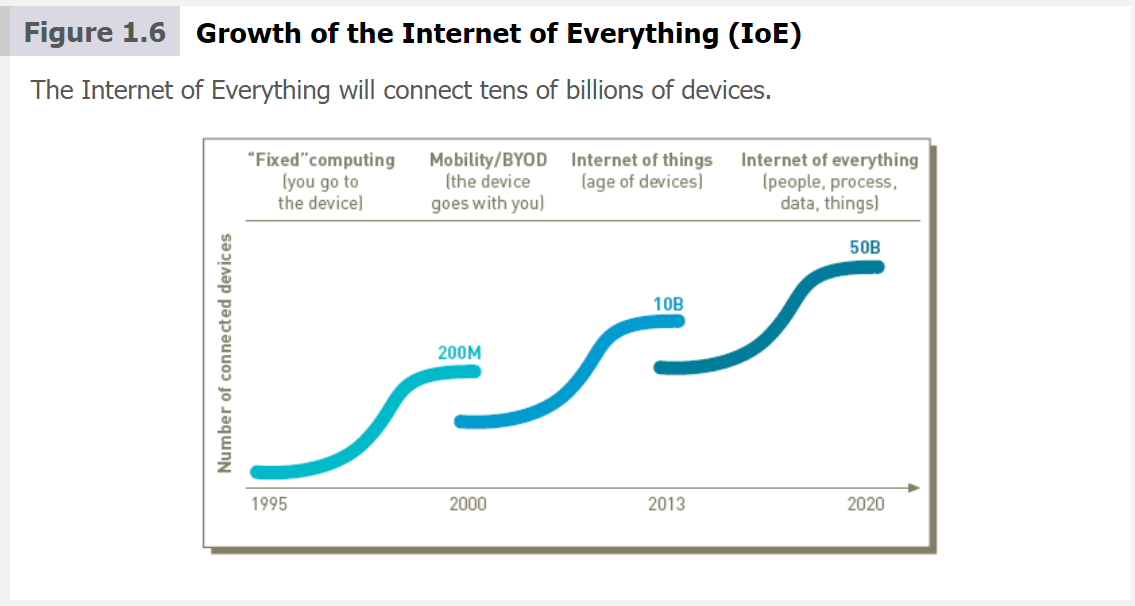 Figure 1.6 Growth of the Internet of Everything (IoE)
The Internet of Everything will connect tens of billions of devices.
“Fixed”computing
(you go to
the device)
Mobility/BYOD
(the device
goes with you)
Internet of things
(age of devices)
Internet of everything
(people, process,
data, things)
Number of connected devices
200M
10B
50B
1995
2000
2013
2020